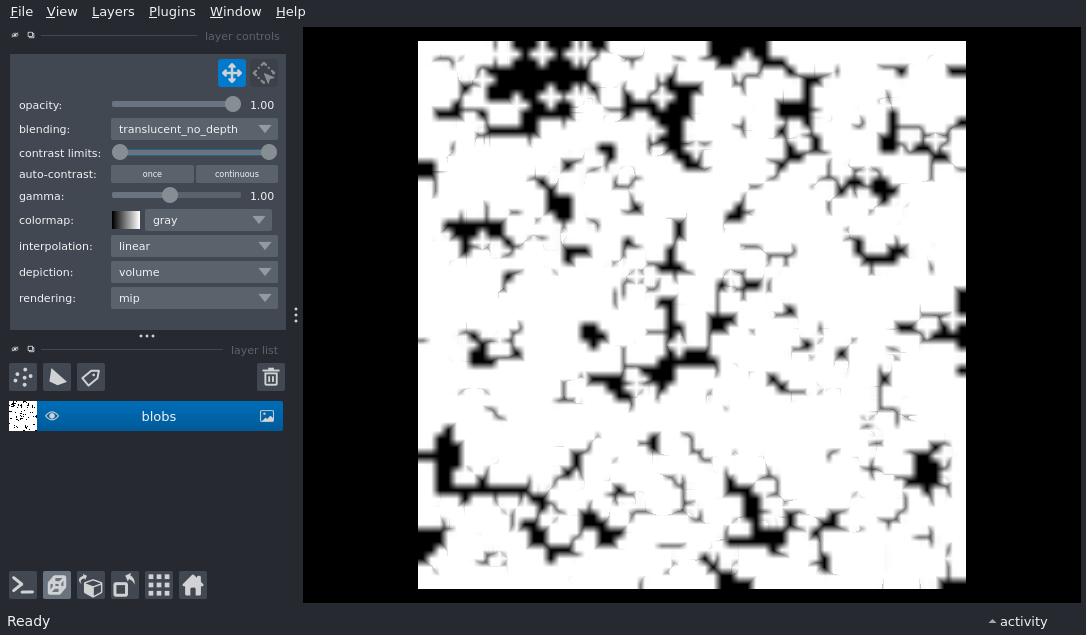 File View Layers Plugins Window Help
layer controls
opacity: 1.00
blending: translucent_no_depth
contrast limits:
auto-contrast: once continuous
gamma: 1.00
colormap: gray
interpolation: linear
depiction: volume
rendering: mip
layer list
blobs
Ready activity